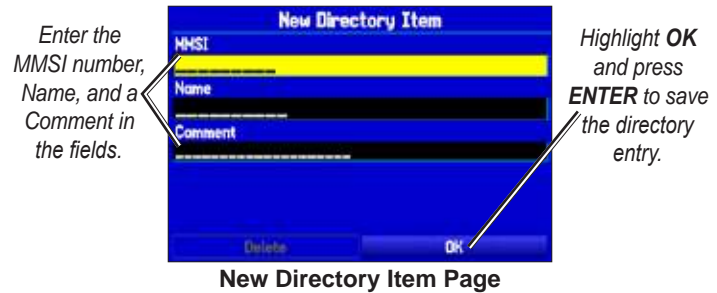 Enter the
MMSI number,
Name, and a
Comment in
the fields.
New Directory Item
MMSI
Name
Comment
Delete
OK
Highlight OK
and press
ENTER to save
the directory
entry.
New Directory Item Page